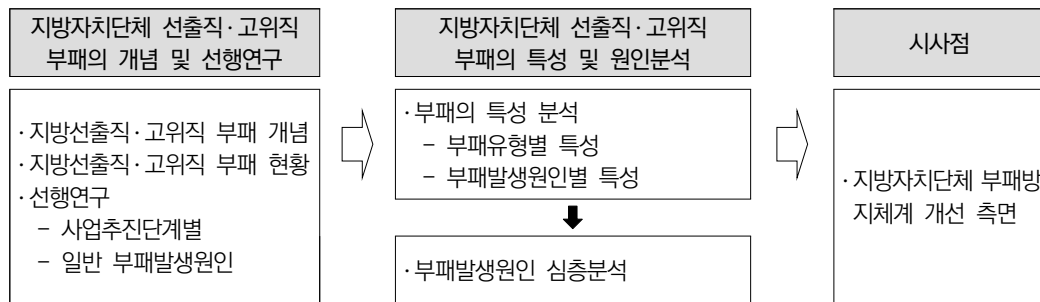 지방자치단체 선출직·고위직
부패의 개념 및 선행연구
·지방선출직·고위직 부패 개념
·지방선출직·고위직 부패 현황
·선행연구
- 사업추진단계별
- 일반 부패발생원인
지방자치단체 선출직·고위직
부패의 특성 및 원인분석
·부패의 특성 분석
- 부패유형별 특성
- 부패발생원인별 특성
·부패발생원인 심층분석
시사점
·지방자치단체 부패방
지체계 개선 측면